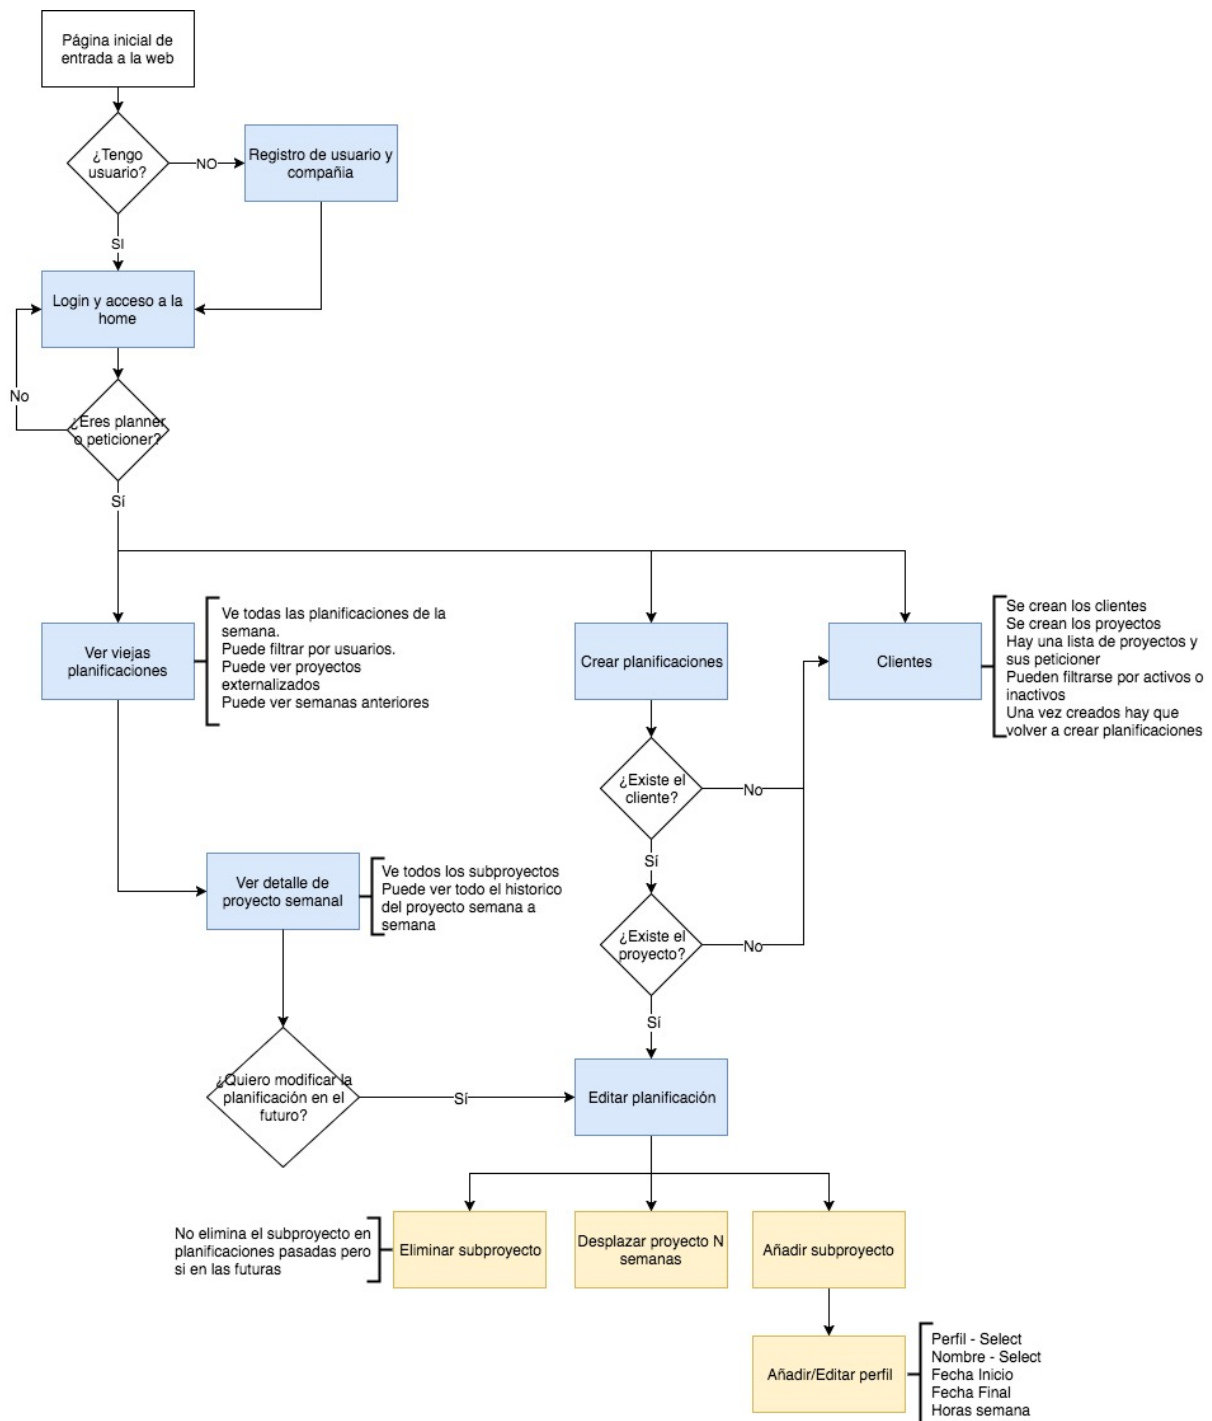 Página inicial de
entrada a la web
¿Tengo
usuario?
NO
Registro de usuario y
compañia
SI
Login y acceso a la
home
No
¿Eres planner
o peticioner?
Sí
Ver viejas
planificaciones
Ve todas las planificaciones de la
semana.
Puede filtrar por usuarios.
Puede ver proyectos
externalizados
Puede ver semanas anteriores
Crear planificaciones
Clientes
Se crean los clientes
Se crean los proyectos
Hay una lista de proyectos y
sus peticioner
Pueden filtrarse por activos o
inactivos
Una vez creados hay que
volver a crear planificaciones
¿Existe el
cliente?
No
Sí
Ver detalle de
proyecto semanal
Ve todos los subproyectos
Puede ver todo el historico
del proyecto semana a
semana
¿Existe el
proyecto?
No
Sí
¿Quiero modificar la
planificación en el
futuro?
Sí
Editar planificación
No elimina el subproyecto en
planificaciones pasadas pero
si en las futuras
Eliminar subproyecto
Desplazar proyecto N
semanas
Añadir subproyecto
Añadir/Editar perfil
Perfil - Select
Nombre - Select
Fecha Inicio
Fecha Final
Horas semana